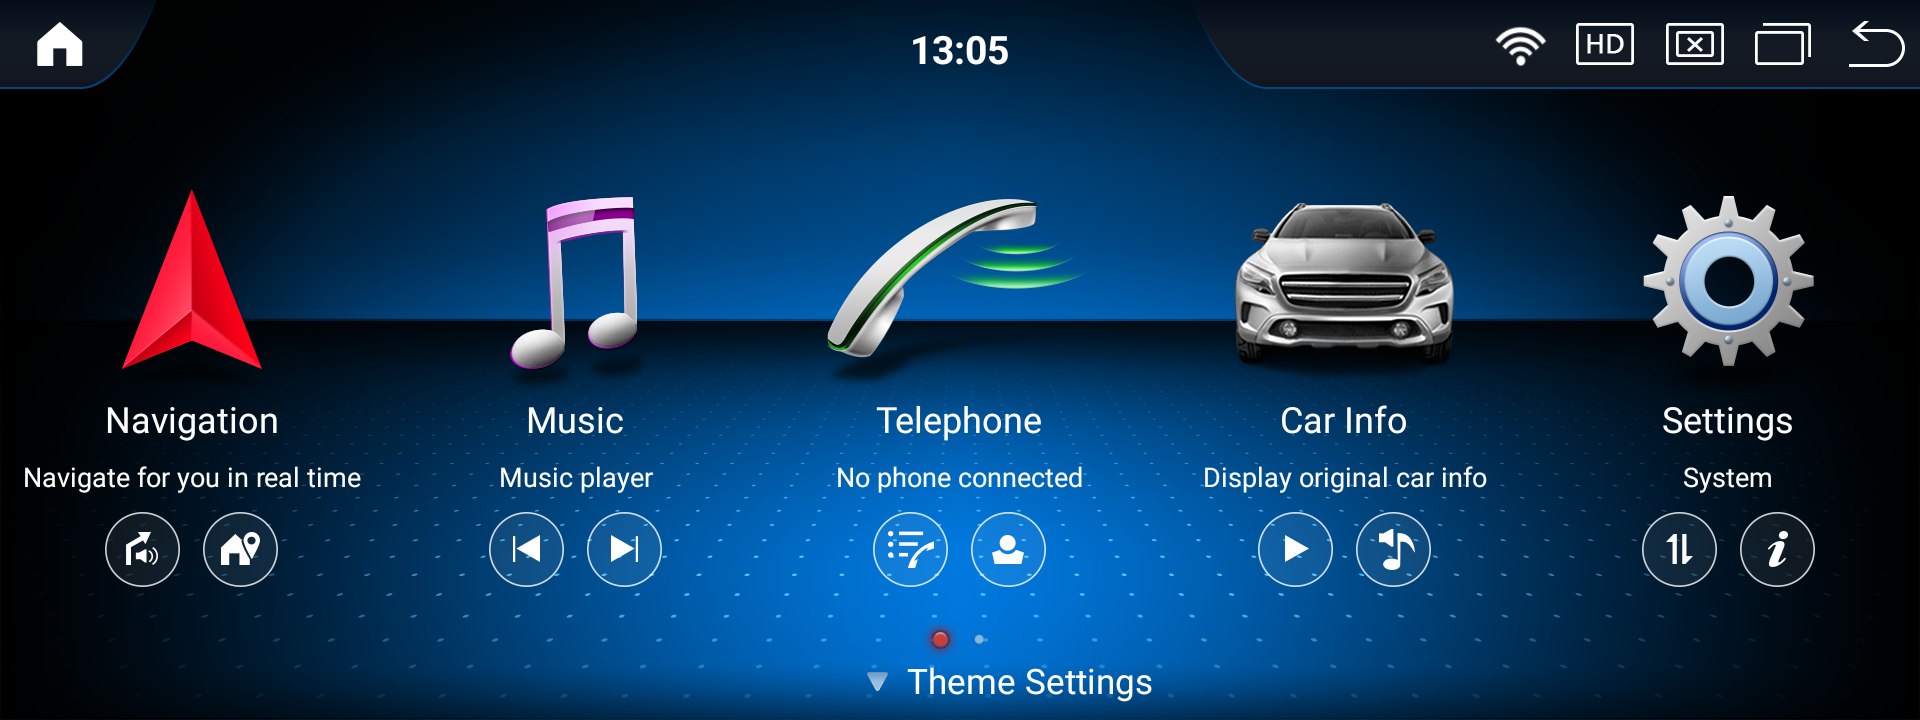 13:05
HD
Navigation
Music
Telephone
Car Info
Settings
Navigate for you in real time
Music player
No phone connected
Display original car info
System
Theme Settings